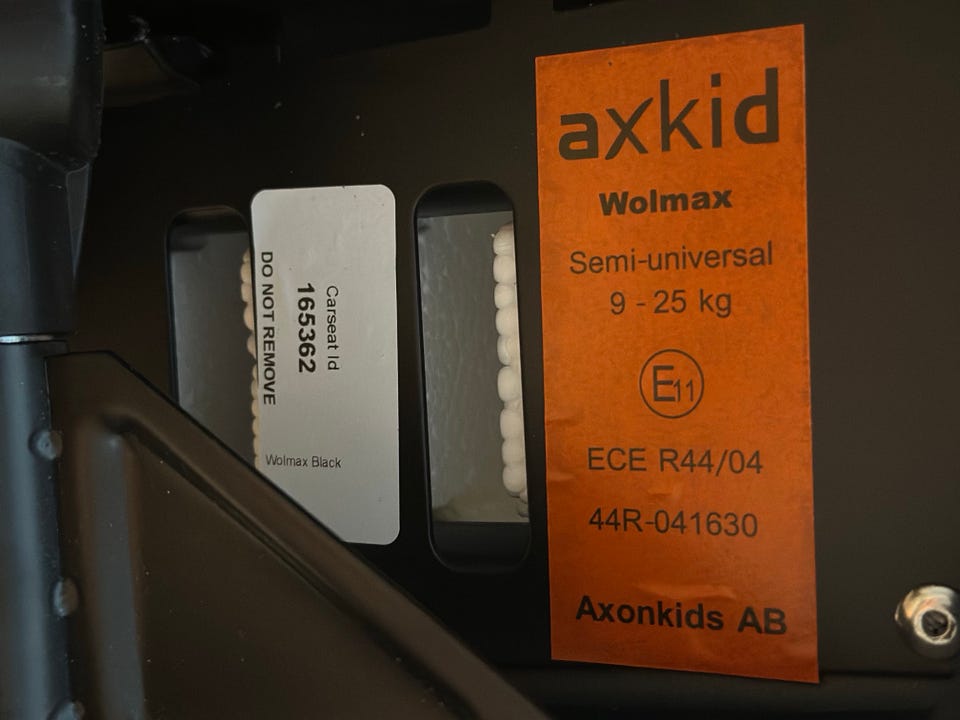 Carseat Id
165362
DO NOT REMOVE
Wolmax Black
axkid
Wolmax
Semi-universal
9 - 25 kg
E11
ECE R44/04
44R-041630
Axonkids AB